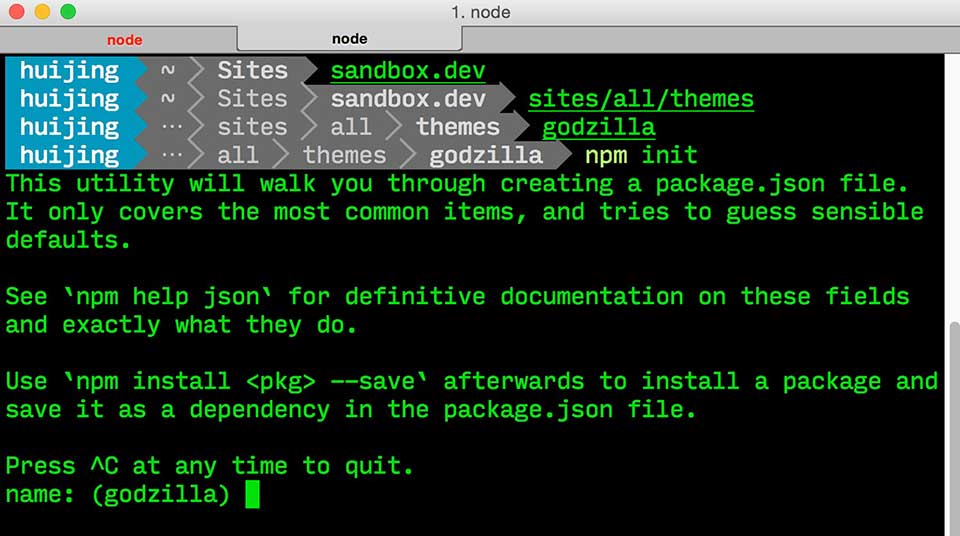 1. node
node node
huijing ~ Sites sandbox.dev
huijing ~ Sites sandbox.dev sites/all/themes
huijing ··· sites all themes godzilla
huijing ··· all themes godzilla npm init
This utility will walk you through creating a package.json file.
It only covers the most common items, and tries to guess sensible
defaults.
See `npm help json` for definitive documentation on these fields
and exactly what they do.
Use `npm install <pkg> --save` afterwards to install a package and
save it as a dependency in the package.json file.
Press ^C at any time to quit.
name: (godzilla)